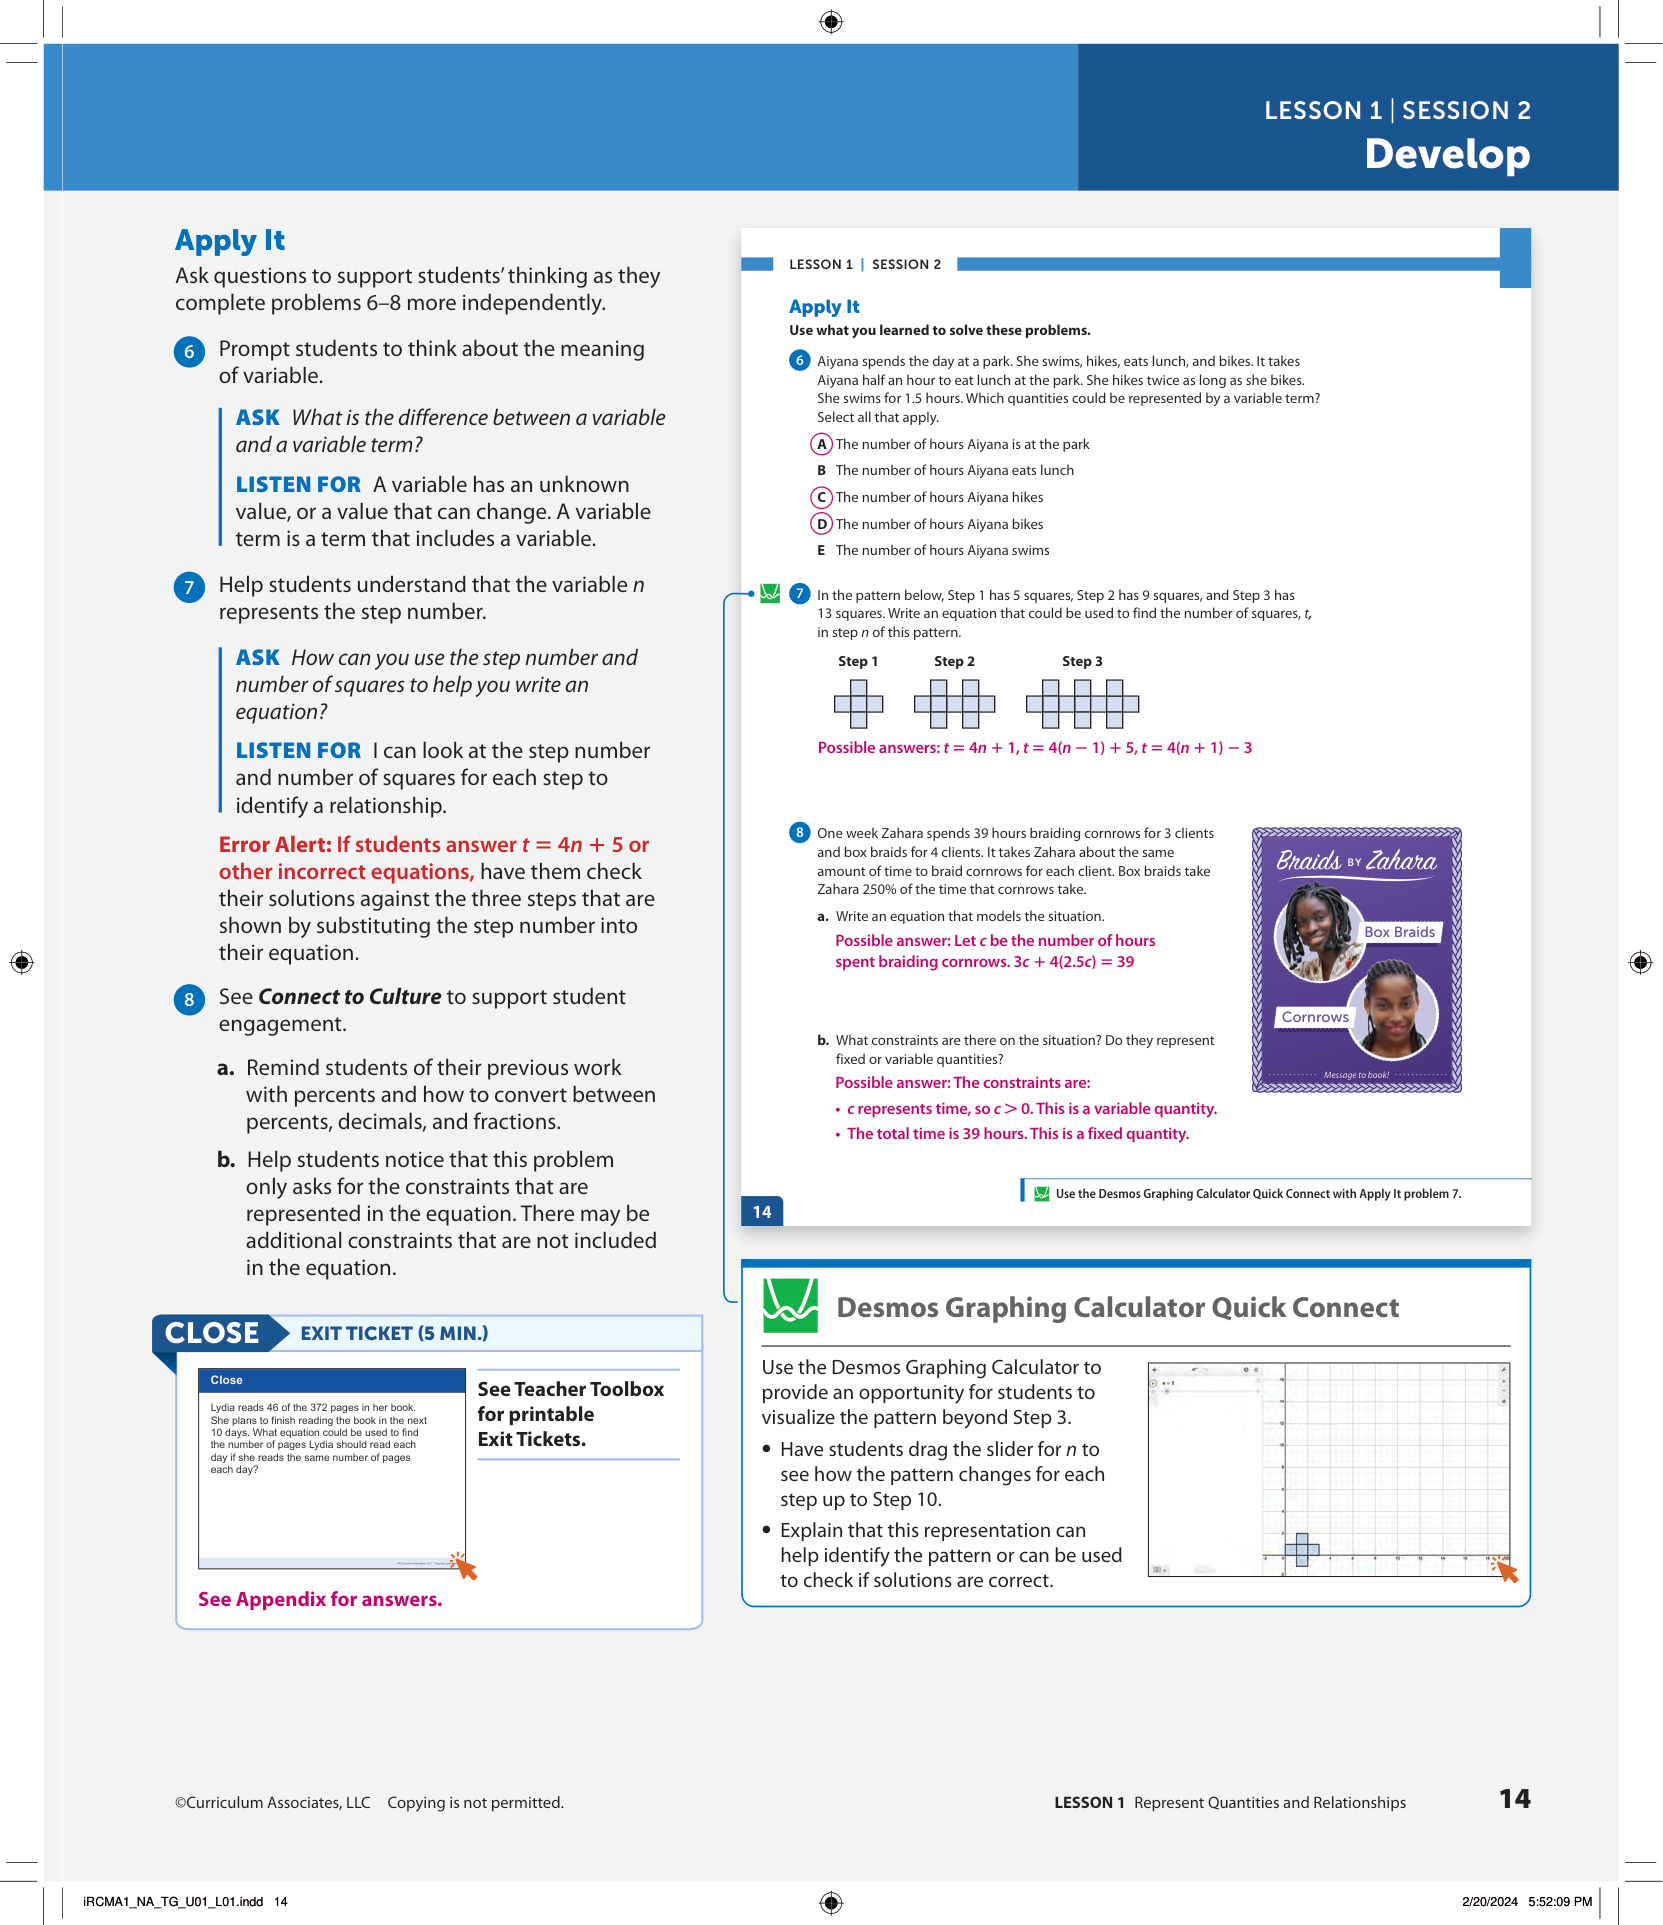 LESSON 1 | SESSION 2
Develop
Apply It
Ask questions to support students’ thinking as they
complete problems 6–8 more independently.
6 Prompt students to think about the meaning
of variable.
ASK What is the difference between a variable
and a variable term?
LISTEN FOR A variable has an unknown
value, or a value that can change. A variable
term is a term that includes a variable.
7 Help students understand that the variable n
represents the step number.
ASK How can you use the step number and
number of squares to help you write an
equation?
LISTEN FOR I can look at the step number
and number of squares for each step to
identify a relationship.
Error Alert: If students answer t = 4n + 5 or
other incorrect equations, have them check
their solutions against the three steps that are
shown by substituting the step number into
their equation.
8 See Connect to Culture to support student
engagement.
a. Remind students of their previous work
with percents and how to convert between
percents, decimals, and fractions.
b. Help students notice that this problem
only asks for the constraints that are
represented in the equation. There may be
additional constraints that are not included
in the equation.
CLOSE EXIT TICKET (5 MIN.)
Close
Lydia reads 46 of the 372 pages in her book.
She plans to finish reading the book in the next
10 days. What equation could be used to find
the number of pages Lydia should read each
day if she reads the same number of pages
each day?
See Teacher Toolbox
for printable
Exit Tickets.
See Appendix for answers.
LESSON 1 | SESSION 2
Apply It
Use what you learned to solve these problems.
6 Aiyana spends the day at a park. She swims, hikes, eats lunch, and bikes. It takes
Aiyana half an hour to eat lunch at the park. She hikes twice as long as she bikes.
She swims for 1.5 hours. Which quantities could be represented by a variable term?
Select all that apply.
A The number of hours Aiyana is at the park
B The number of hours Aiyana eats lunch
C The number of hours Aiyana hikes
D The number of hours Aiyana bikes
E The number of hours Aiyana swims
7 In the pattern below, Step 1 has 5 squares, Step 2 has 9 squares, and Step 3 has
13 squares. Write an equation that could be used to find the number of squares, t,
in step n of this pattern.
Step 1 Step 2 Step 3
Possible answers: t = 4n + 1, t = 4(n − 1) + 5, t = 4(n + 1) − 3
8 One week Zahara spends 39 hours braiding cornrows for 3 clients
and box braids for 4 clients. It takes Zahara about the same
amount of time to braid cornrows for each client. Box braids take
Zahara 250% of the time that cornrows take.
a. Write an equation that models the situation.
Possible answer: Let c be the number of hours
spent braiding cornrows. 3c + 4(2.5c) = 39
b. What constraints are there on the situation? Do they represent
fixed or variable quantities?
Possible answer: The constraints are:
• c represents time, so c > 0. This is a variable quantity.
• The total time is 39 hours. This is a fixed quantity.
Braids BY Zahara
Box Braids
Cornrows
Message to book!
Use the Desmos Graphing Calculator Quick Connect with Apply It problem 7.
14
Desmos Graphing Calculator Quick Connect
Use the Desmos Graphing Calculator to
provide an opportunity for students to
visualize the pattern beyond Step 3.
• Have students drag the slider for n to
see how the pattern changes for each
step up to Step 10.
• Explain that this representation can
help identify the pattern or can be used
to check if solutions are correct.
©Curriculum Associates, LLC Copying is not permitted.
LESSON 1 Represent Quantities and Relationships 14
iRCMA1_NA_TG_U01_L01.indd 14
2/20/2024 5:52:09 PM